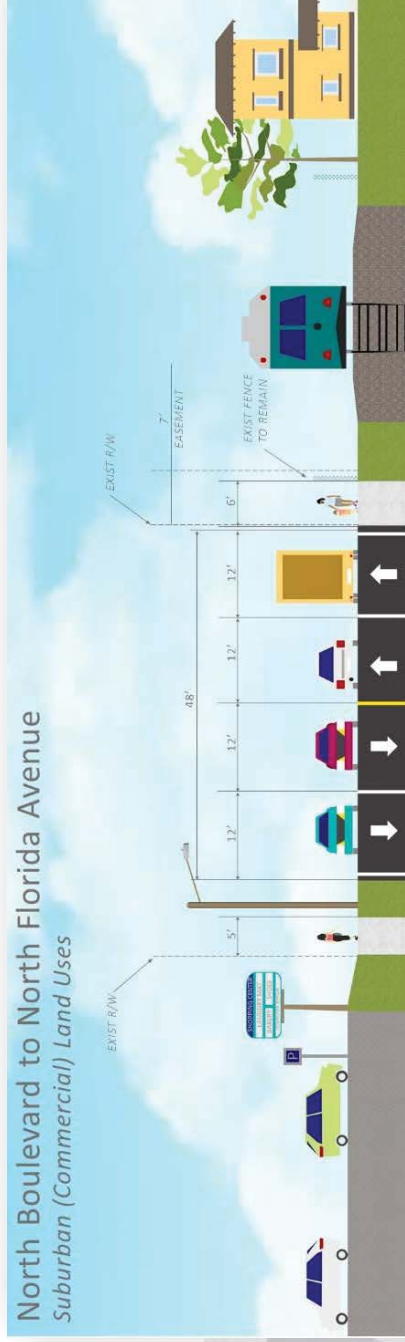 North Boulevard to North Florida Avenue
Suburban (Commercial) Land Uses
EXIST R/W
SHOPPING CENTER
P
5'
12'
12'
48'
12'
12'
6'
EXIST R/W
7'
EASEMENT
EXIST FENCE
TO REMAIN